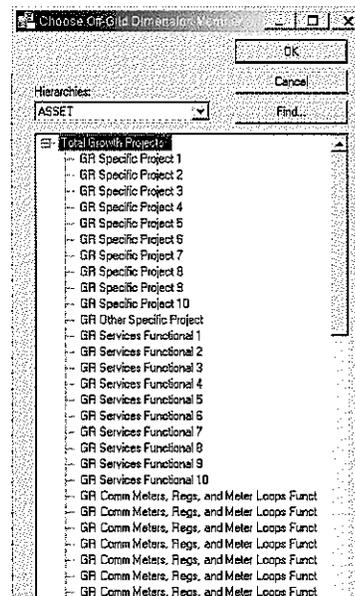 Choose Off-Grid Dimension Member
OK
Cancel
Hierarchies:
ASSET
Find...
Total Growth Projects
GR Specific Project 1
GR Specific Project 2
GR Specific Project 3
GR Specific Project 4
GR Specific Project 5
GR Specific Project 6
GR Specific Project 7
GR Specific Project 8
GR Specific Project 9
GR Specific Project 10
GR Other Specific Project
GR Services Functional 1
GR Services Functional 2
GR Services Functional 3
GR Services Functional 4
GR Services Functional 5
GR Services Functional 6
GR Services Functional 7
GR Services Functional 8
GR Services Functional 9
GR Services Functional 10
GR Comm Meters, Regs, and Meter Loops Funct
GR Comm Meters, Regs, and Meter Loops Funct
GR Comm Meters, Regs, and Meter Loops Funct
GR Comm Meters, Regs, and Meter Loops Funct
GR Comm Meters, Regs, and Meter Loops Funct
GR Comm Meters, Regs, and Meter Loops Funct